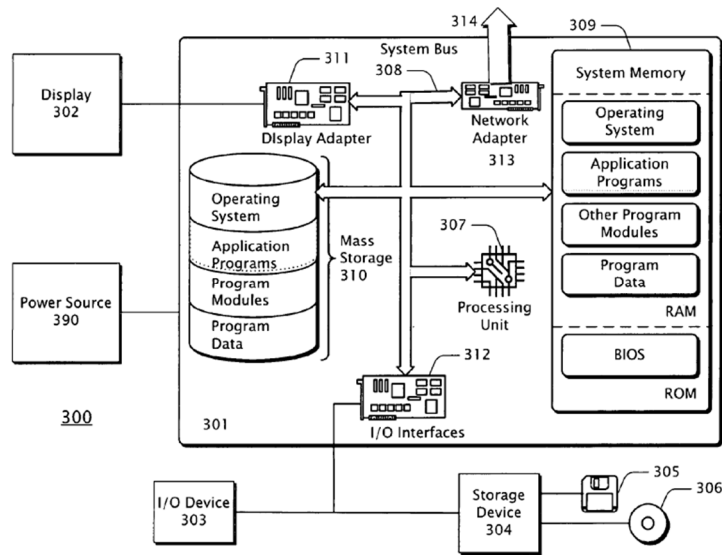 314
309
311
System Bus
308
System Memory
Display
302
DIsplay Adapter
Network
Adapter
313
Operating
System
Application
Programs
Operating
System
Application
Programs
Program
Modules
Program
Data
Mass
Storage
310
307
Processing
Unit
Other Program
Modules
Program
Data
RAM
Power Source
390
312
BIOS
ROM
300
301
I/O Interfaces
I/O Device
303
Storage
Device
304
305
306